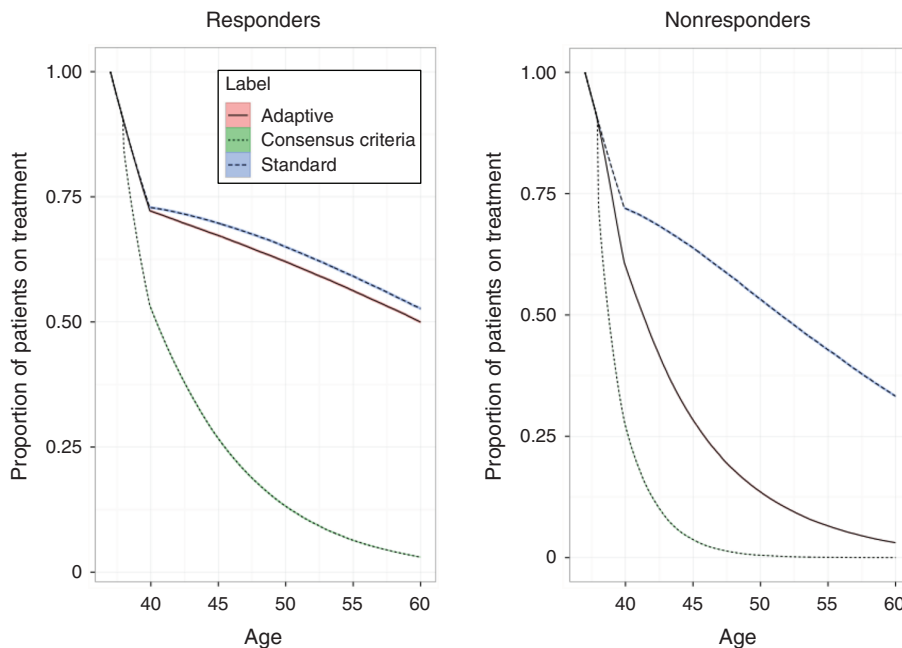 Responders
Proportion of patients on treatment
1.00
0.75
0.50
0.25
0
40
45
50
55
60
Age
Label
Adaptive
Consensus criteria
Standard
Nonresponders
Proportion of patients on treatment
1.00
0.75
0.50
0.25
0
40
45
50
55
60
Age